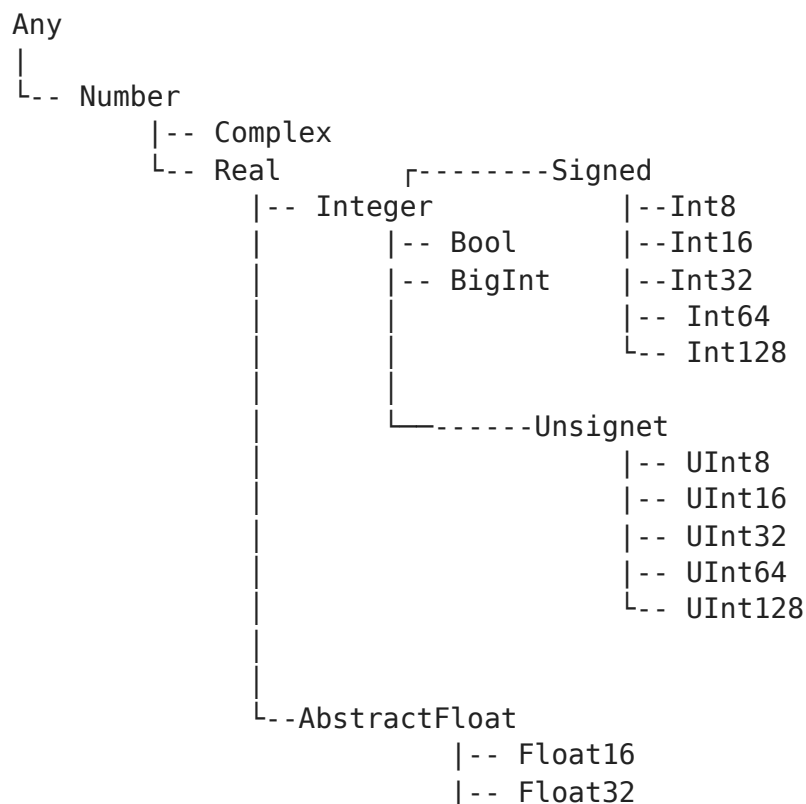 Any
|
└-- Number
        |-- Complex
        └-- Real       ┌--------Signed
              |-- Integer           |--Int8
              |       |-- Bool      |--Int16
              |       |-- BigInt    |--Int32
              |       |             |-- Int64
              |       |             └-- Int128
              |       |
              |       └─------Unsignet
              |                     |-- UInt8
              |                     |-- UInt16
              |                     |-- UInt32
              |                     |-- UInt64
              |                     └-- UInt128
              |
              |
              └--AbstractFloat
                          |-- Float16
                          |-- Float32